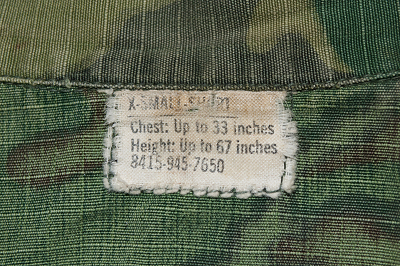 X-SMALL-SHORT
Chest: Up to 33 inches
Height: Up to 67 inches
8415-945-7650